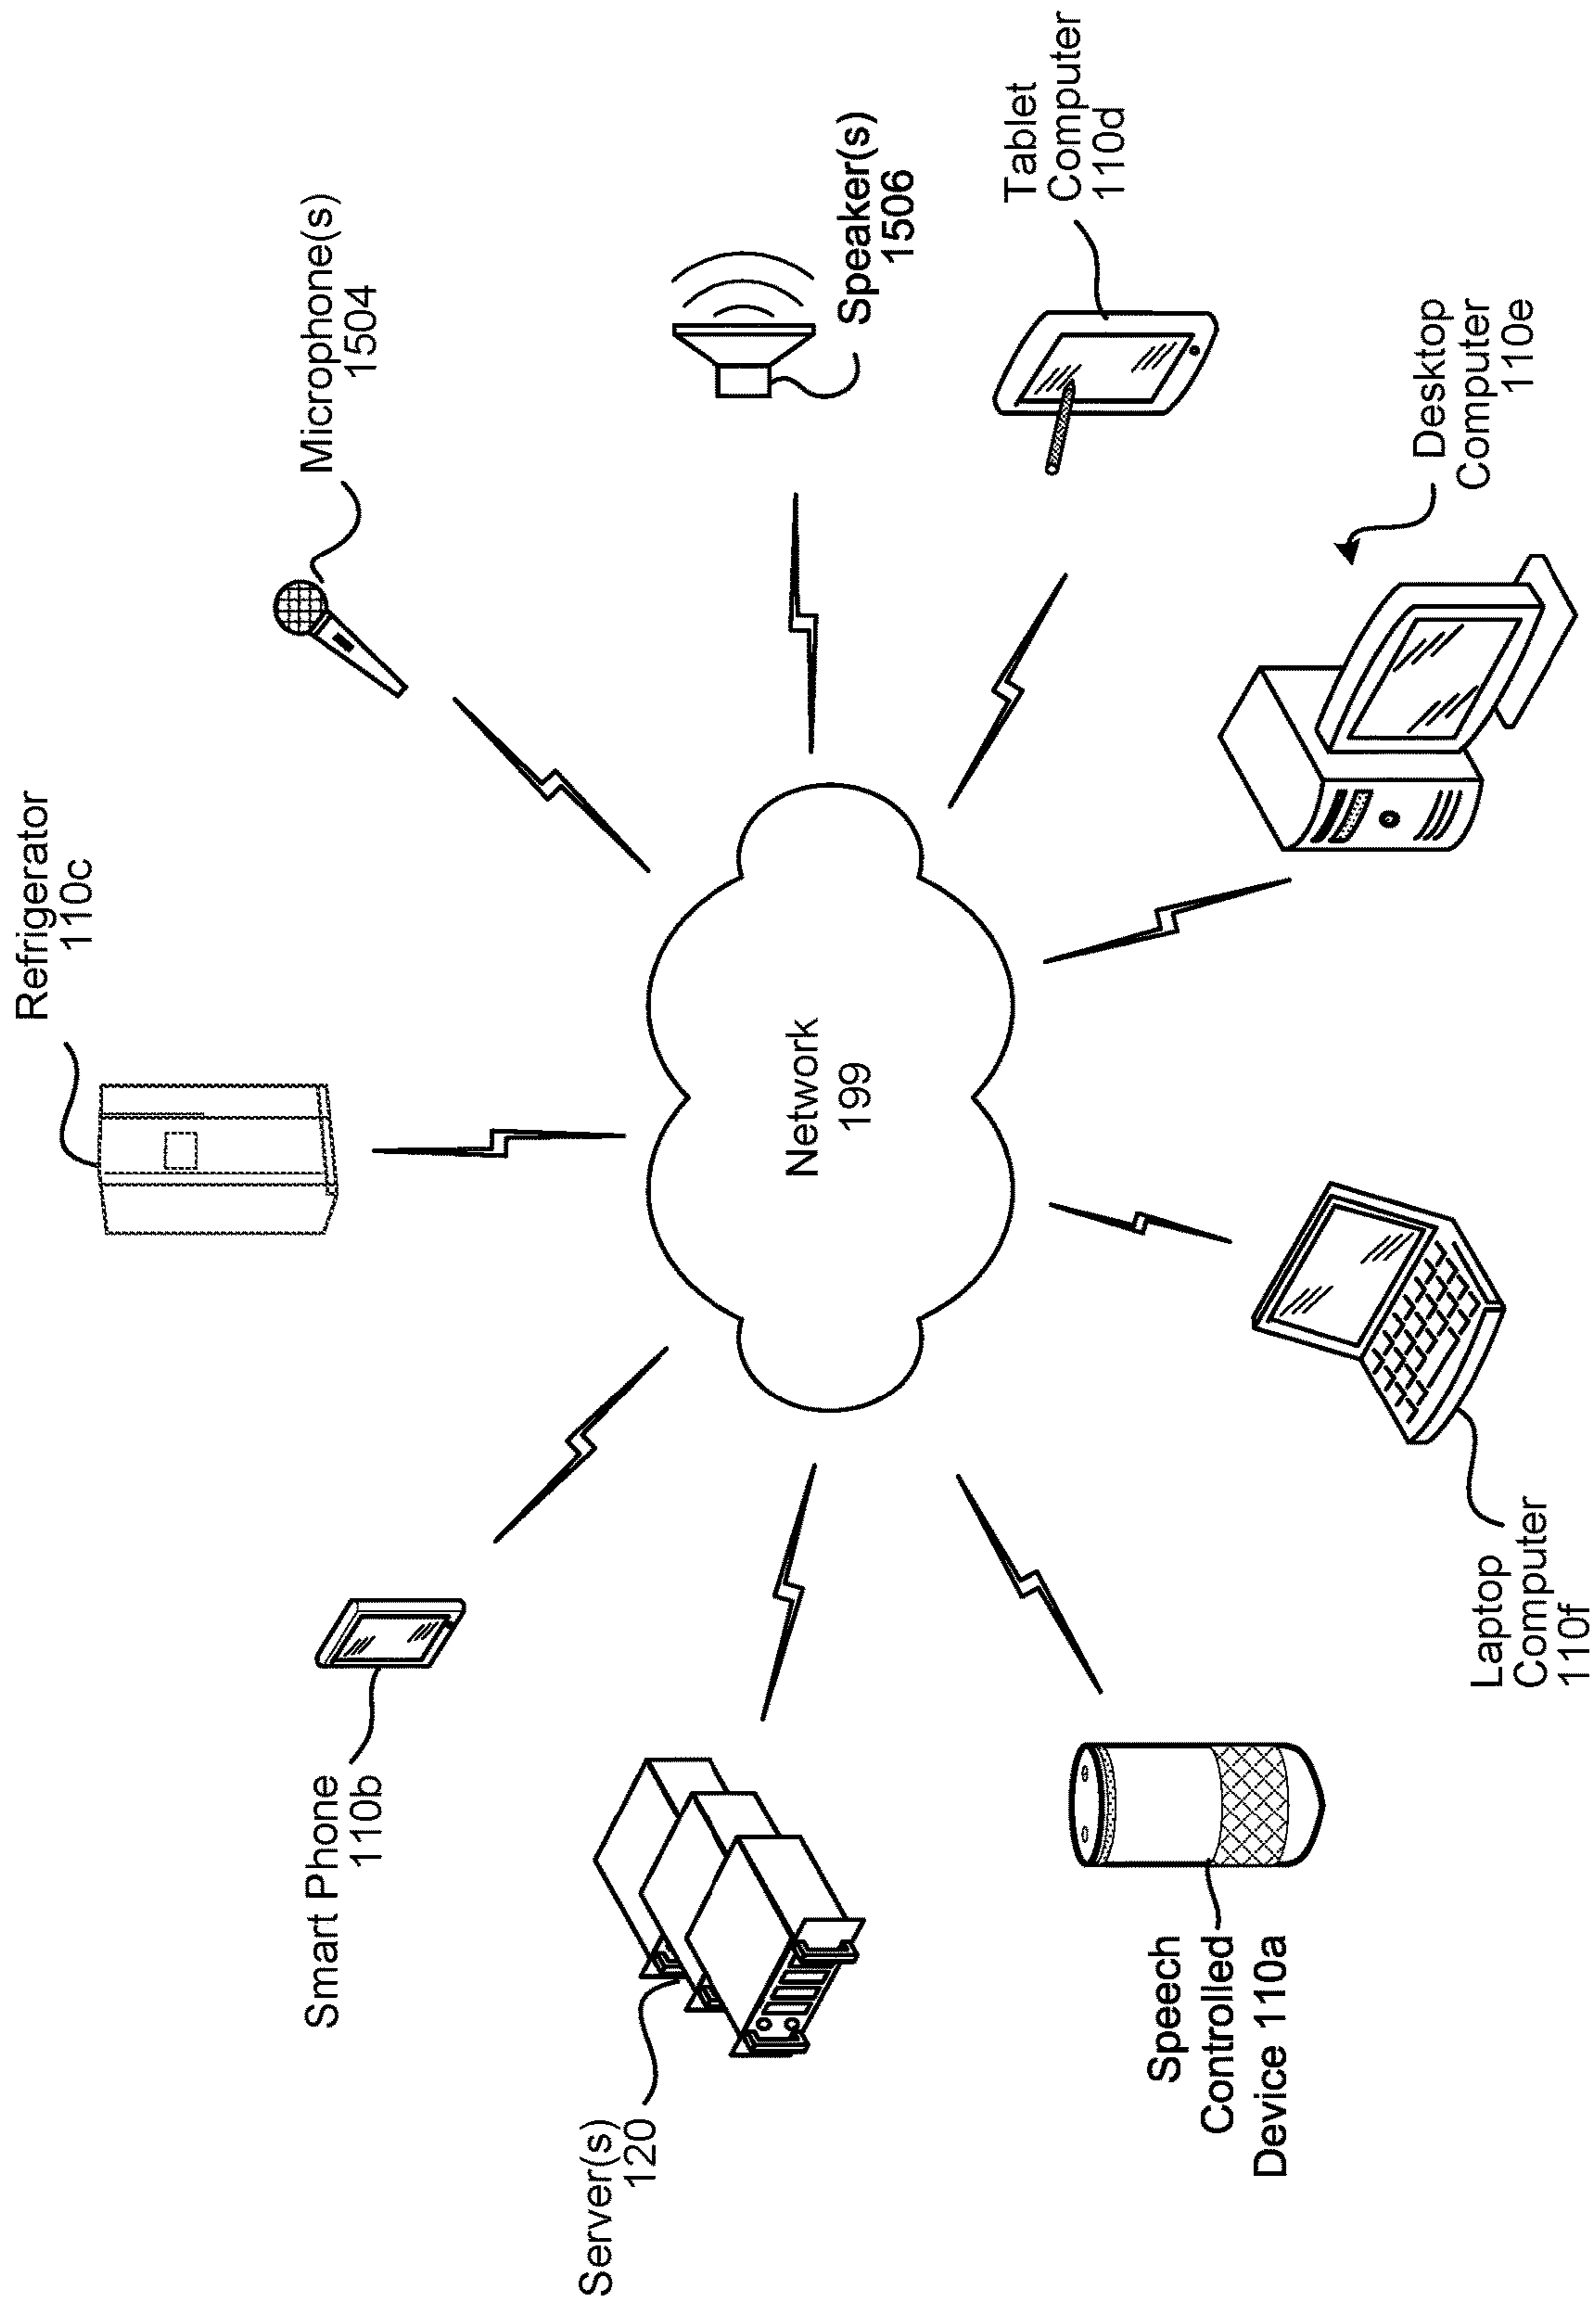 Refrigerator
110c
Smart Phone
110b
Microphone(s)
1504
Server(s)
120
Network
199
Speaker(s)
1506
Speech
Controlled
Device 110a
Tablet
Computer
110d
Laptop
Computer
110f
Desktop
Computer
110e